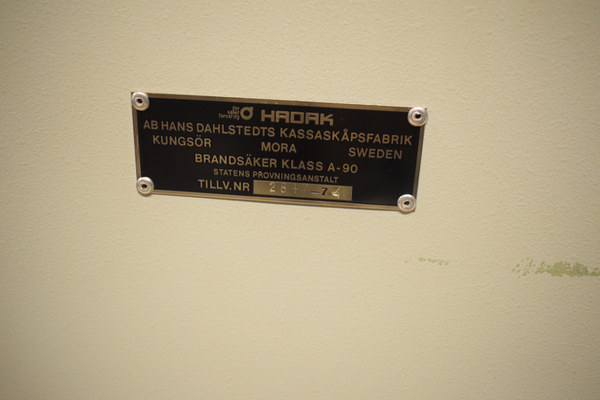 HADAK
AB HANS DAHLSTEDTS KASSASKÅPSFABRIK
KUNGSÖR MORA SWEDEN
BRANDSÄKER KLASS A-90
STATENS PROVNINGSANSTALT
TILLV.NR